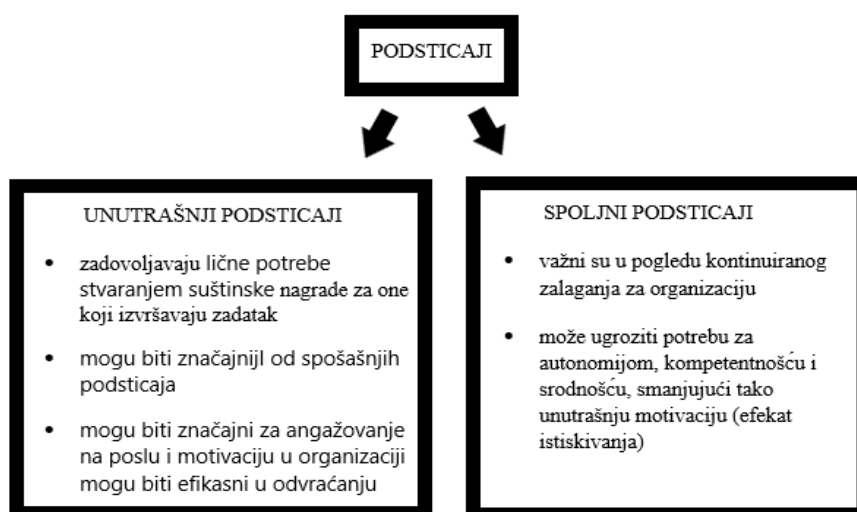 PODSTICAJI
UNUTRAŠNJI PODSTICAJI
• zadovoljavaju lične potrebe
stvaranjem suštinske nagrade za one
koji izvršavaju zadatak
• mogu biti značajnijl od spošašnjih
podsticaja
• mogu biti značajni za angažovanje
na poslu i motivaciju u organizaciji
mogu biti efikasni u odvraćanju
SPOLJNI PODSTICAJI
• važni su u pogledu kontinuiranog
zalaganja za organizaciju
• može ugroziti potrebu za
autonomijom, kompetentnošću i
srodnošću, smanjujući tako
unutrašnju motivaciju (efekat
istiskivanja)